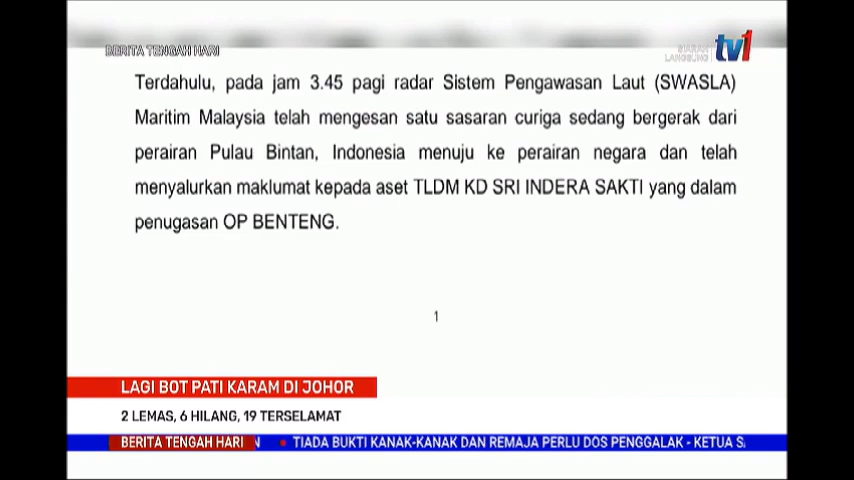 BERITA TENGAH HARI
SIARAN
LANGSUNG
tv1
Terdahulu, pada jam 3.45 pagi radar Sistem Pengawasan Laut (SWASLA)
Maritim Malaysia telah mengesan satu sasaran curiga sedang bergerak dari
perairan Pulau Bintan, Indonesia menuju ke perairan negara dan telah
menyalurkan maklumat kepada aset TLDM KD SRI INDERA SAKTI yang dalam
penugasan OP BENTENG.
1
LAGI BOT PATI KARAM DI JOHOR
2 LEMAS, 6 HILANG, 19 TERSELAMAT
BERITA TENGAH HARI N • TIADA BUKTI KANAK-KANAK DAN REMAJA PERLU DOS PENGGALAK - KETUA